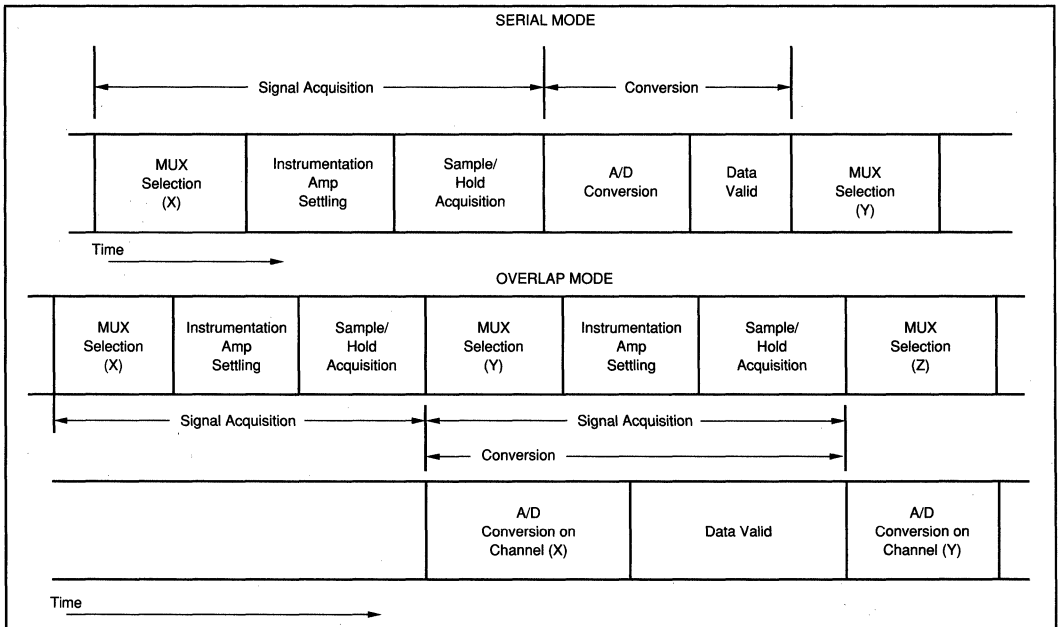 SERIAL MODE
Signal Acquisition
Conversion
MUX
Selection
(X)
Instrumentation
Amp
Settling
Sample/
Hold
Acquisition
A/D
Conversion
Data
Valid
MUX
Selection
(Y)
Time
OVERLAP MODE
MUX
Selection
(X)
Instrumentation
Amp
Settling
Sample/
Hold
Acquisition
MUX
Selection
(Y)
Instrumentation
Amp
Settling
Sample/
Hold
Acquisition
MUX
Selection
(Z)
Signal Acquisition
Signal Acquisition
Conversion
A/D
Conversion on
Channel (X)
Data Valid
A/D
Conversion on
Channel (Y)
Time